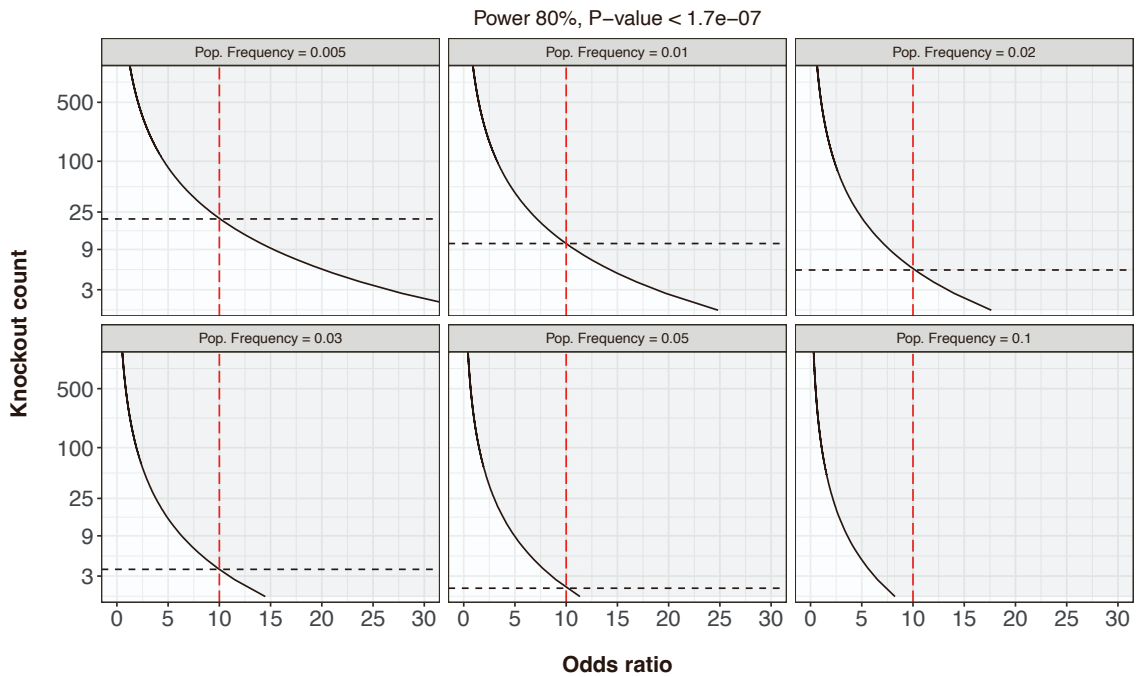 Power 80%, P−value < 1.7e−07
Pop. Frequency = 0.005
Pop. Frequency = 0.01
Pop. Frequency = 0.02
500
100
25
9
3
Knockout count
Pop. Frequency = 0.03
Pop. Frequency = 0.05
Pop. Frequency = 0.1
500
100
25
9
3
0 5 10 15 20 25 30 0 5 10 15 20 25 30 0 5 10 15 20 25 30
Odds ratio